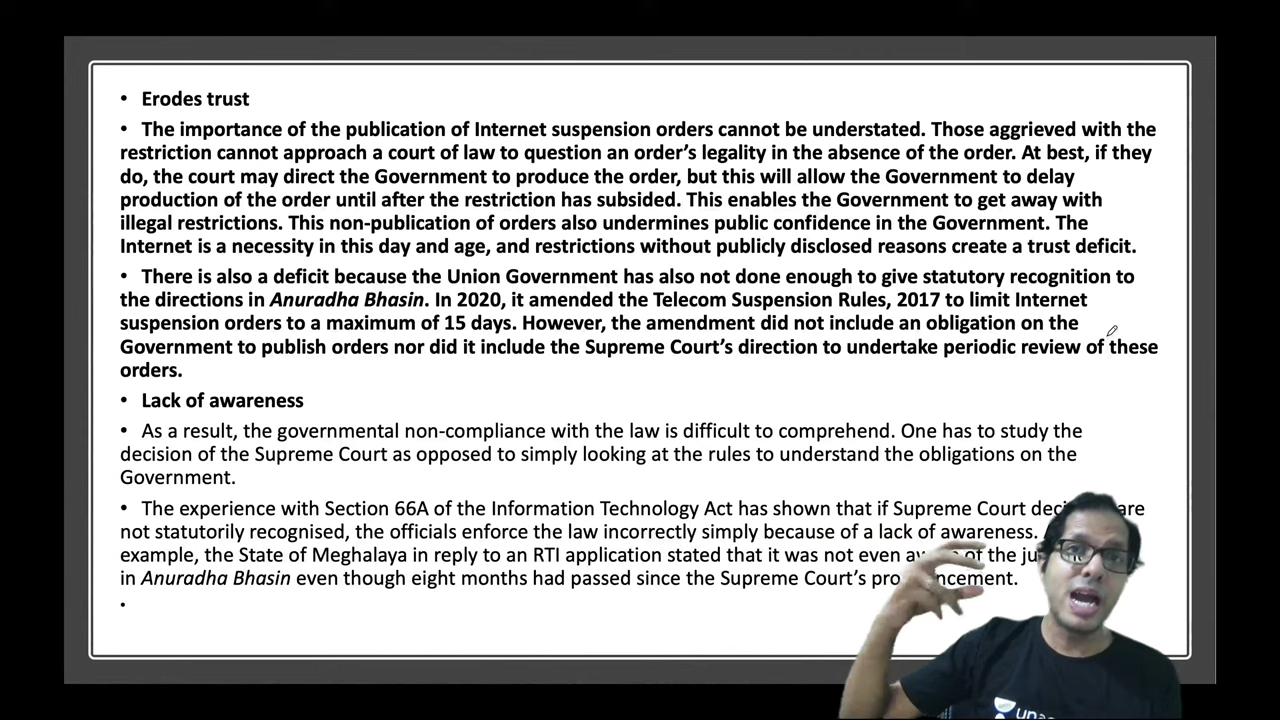 • Erodes trust
• The importance of the publication of Internet suspension orders cannot be understated. Those aggrieved with the
restriction cannot approach a court of law to question an order's legality in the absence of the order. At best, if they
do, the court may direct the Government to produce the order, but this will allow the Government to delay
production of the order until after the restriction has subsided. This enables the Government to get away with
illegal restrictions. This non-publication of orders also undermines public confidence in the Government. The
Internet is a necessity in this day and age, and restrictions without publicly disclosed reasons create a trust deficit.
• There is also a deficit because the Union Government has also not done enough to give statutory recognition to
the directions in Anuradha Bhasin. In 2020, it amended the Telecom Suspension Rules, 2017 to limit Internet
suspension orders to a maximum of 15 days. However, the amendment did not include an obligation on the
Government to publish orders nor did it include the Supreme Court's direction to undertake periodic review of these
orders.
• Lack of awareness
• As a result, the governmental non-compliance with the law is difficult to comprehend. One has to study the
decision of the Supreme Court as opposed to simply looking at the rules to understand the obligations on the
Government.
• The experience with Section 66A of the Information Technology Act has shown that if Supreme Court are
not statutorily recognised, the officials enforce the law incorrectly simply because of a lack of awareness.
example, the State of Meghalaya in reply to an RTI application stated that it was not even of the
in Anuradha Bhasin even though eight months had passed since the Supreme Court's
•